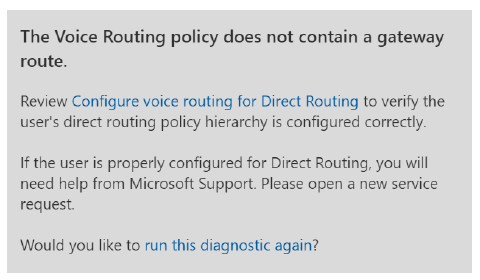 The Voice Routing policy does not contain a gateway
route.
Review Configure voice routing for Direct Routing to verify the
user's direct routing policy hierarchy is configured correctly.
If the user is properly configured for Direct Routing, you will
need help from Microsoft Support. Please open a new service
request.
Would you like to run this diagnostic again?